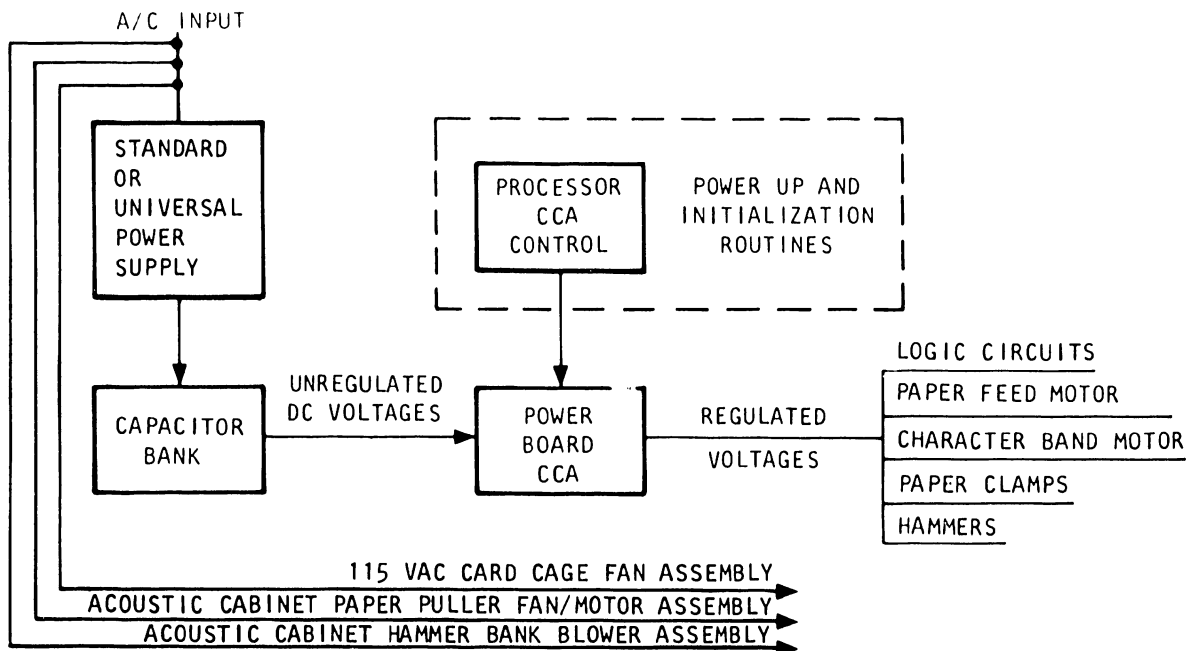 A/C INPUT
STANDARD
OR
UNIVERSAL
POWER
SUPPLY
PROCESSOR
CCA
CONTROL
POWER UP AND
INITIALIZATION
ROUTINES
CAPACITOR
BANK
UNREGULATED
DC VOLTAGES
POWER
BOARD
CCA
REGULATED
VOLTAGES
LOGIC CIRCUITS
PAPER FEED MOTOR
CHARACTER BAND MOTOR
PAPER CLAMPS
HAMMERS
115 VAC CARD CAGE FAN ASSEMBLY
ACOUSTIC CABINET PAPER PULLER FAN/MOTOR ASSEMBLY
ACOUSTIC CABINET HAMMER BANK BLOWER ASSEMBLY